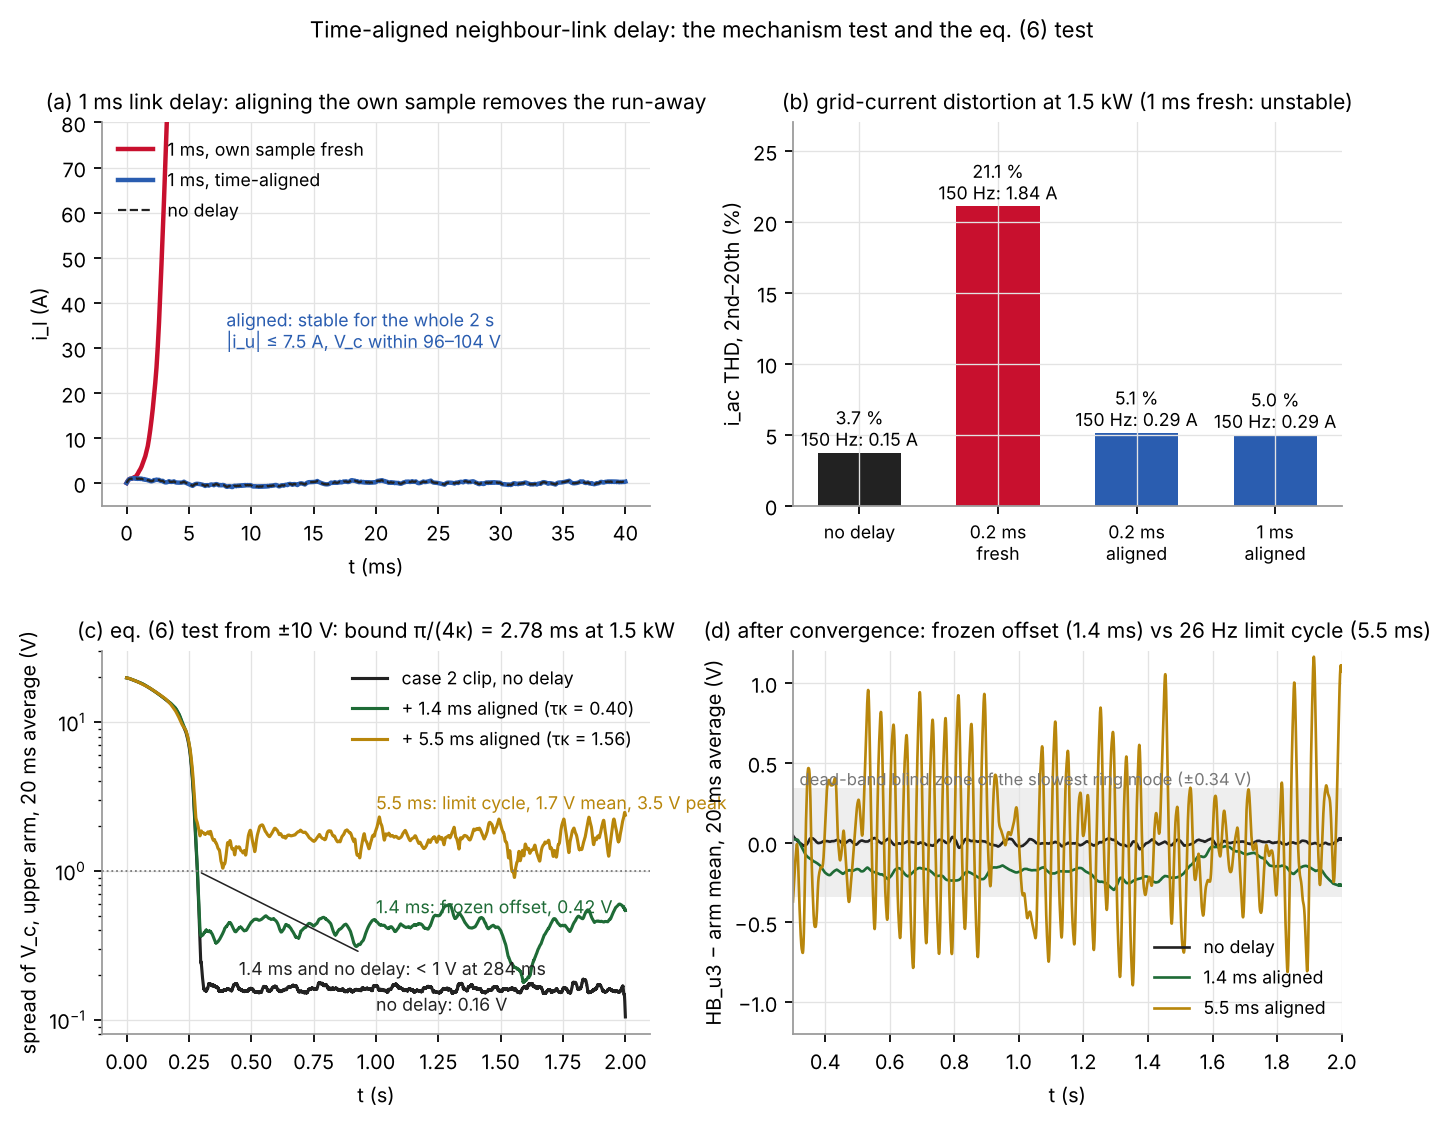 Time-aligned neighbour-link delay: the mechanism test and the eq. (6) test
(a) 1 ms link delay: aligning the own sample removes the run-away
80
70
60
50
40
30
20
10
0
i_l (A)
1 ms, own sample fresh
1 ms, time-aligned
no delay
aligned: stable for the whole 2 s
|i_u| ≤ 7.5 A, V_c within 96–104 V
0 5 10 15 20 25 30 35 40
t (ms)
(b) grid-current distortion at 1.5 kW (1 ms fresh: unstable)
25
20
15
10
5
0
i_ac THD, 2nd–20th (%)
3.7 %
150 Hz: 0.15 A
21.1 %
150 Hz: 1.84 A
5.1 %
150 Hz: 0.29 A
5.0 %
150 Hz: 0.29 A
no delay
0.2 ms
fresh
0.2 ms
aligned
1 ms
aligned
(c) eq. (6) test from ±10 V: bound π/(4κ) = 2.78 ms at 1.5 kW
10¹
10⁰
10⁻¹
spread of V_c, upper arm, 20 ms average (V)
case 2 clip, no delay
+ 1.4 ms aligned (τκ = 0.40)
+ 5.5 ms aligned (τκ = 1.56)
5.5 ms: limit cycle, 1.7 V mean, 3.5 V peak
1.4 ms: frozen offset, 0.42 V
1.4 ms and no delay: < 1 V at 284 ms
no delay: 0.16 V
0.00 0.25 0.50 0.75 1.00 1.25 1.50 1.75 2.00
t (s)
(d) after convergence: frozen offset (1.4 ms) vs 26 Hz limit cycle (5.5 ms)
1.0
0.5
0.0
−0.5
−1.0
HB_u3 − arm mean, 20 ms average (V)
dead-band blind zone of the slowest ring mode (±0.34 V)
no delay
1.4 ms aligned
5.5 ms aligned
0.4 0.6 0.8 1.0 1.2 1.4 1.6 1.8 2.0
t (s)